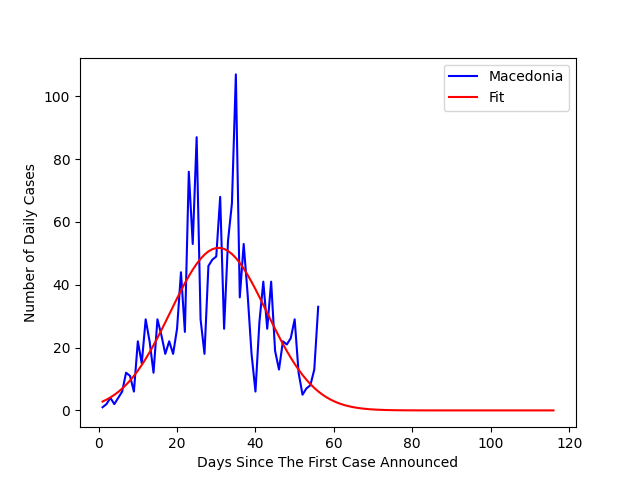 Macedonia
Fit
100
80
60
40
20
0
Number of Daily Cases
0 20 40 60 80 100 120
Days Since The First Case Announced